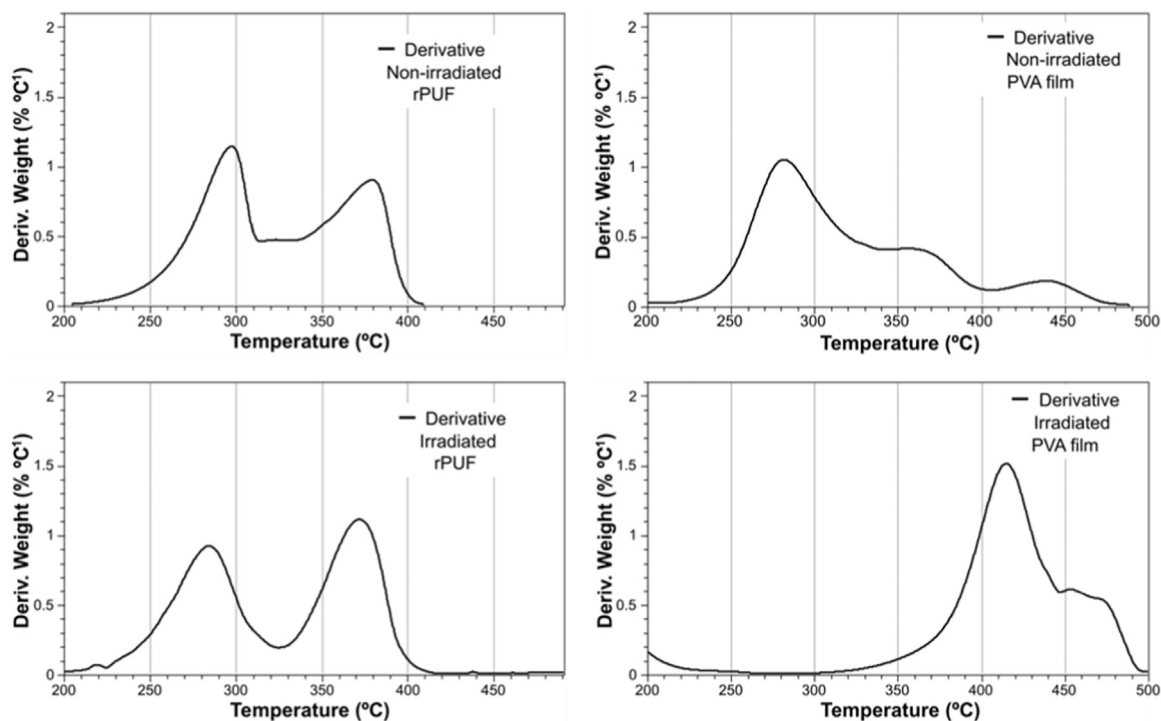 2
1.5
1
0.5
0
Deriv. Weight (% ºC¹)
Derivative
Non-irradiated
rPUF
200 250 300 350 400 450
Temperature (ºC)
2
1.5
1
0.5
0
Deriv. Weight (% ºC¹)
Derivative
Non-irradiated
PVA film
200 250 300 350 400 450 500
Temperature (ºC)
2
1.5
1
0.5
0
Deriv. Weight (% ºC¹)
Derivative
Irradiated
rPUF
200 250 300 350 400 450
Temperature (ºC)
2
1.5
1
0.5
0
Deriv. Weight (% ºC¹)
Derivative
Irradiated
PVA film
200 250 300 350 400 450 500
Temperature (ºC)